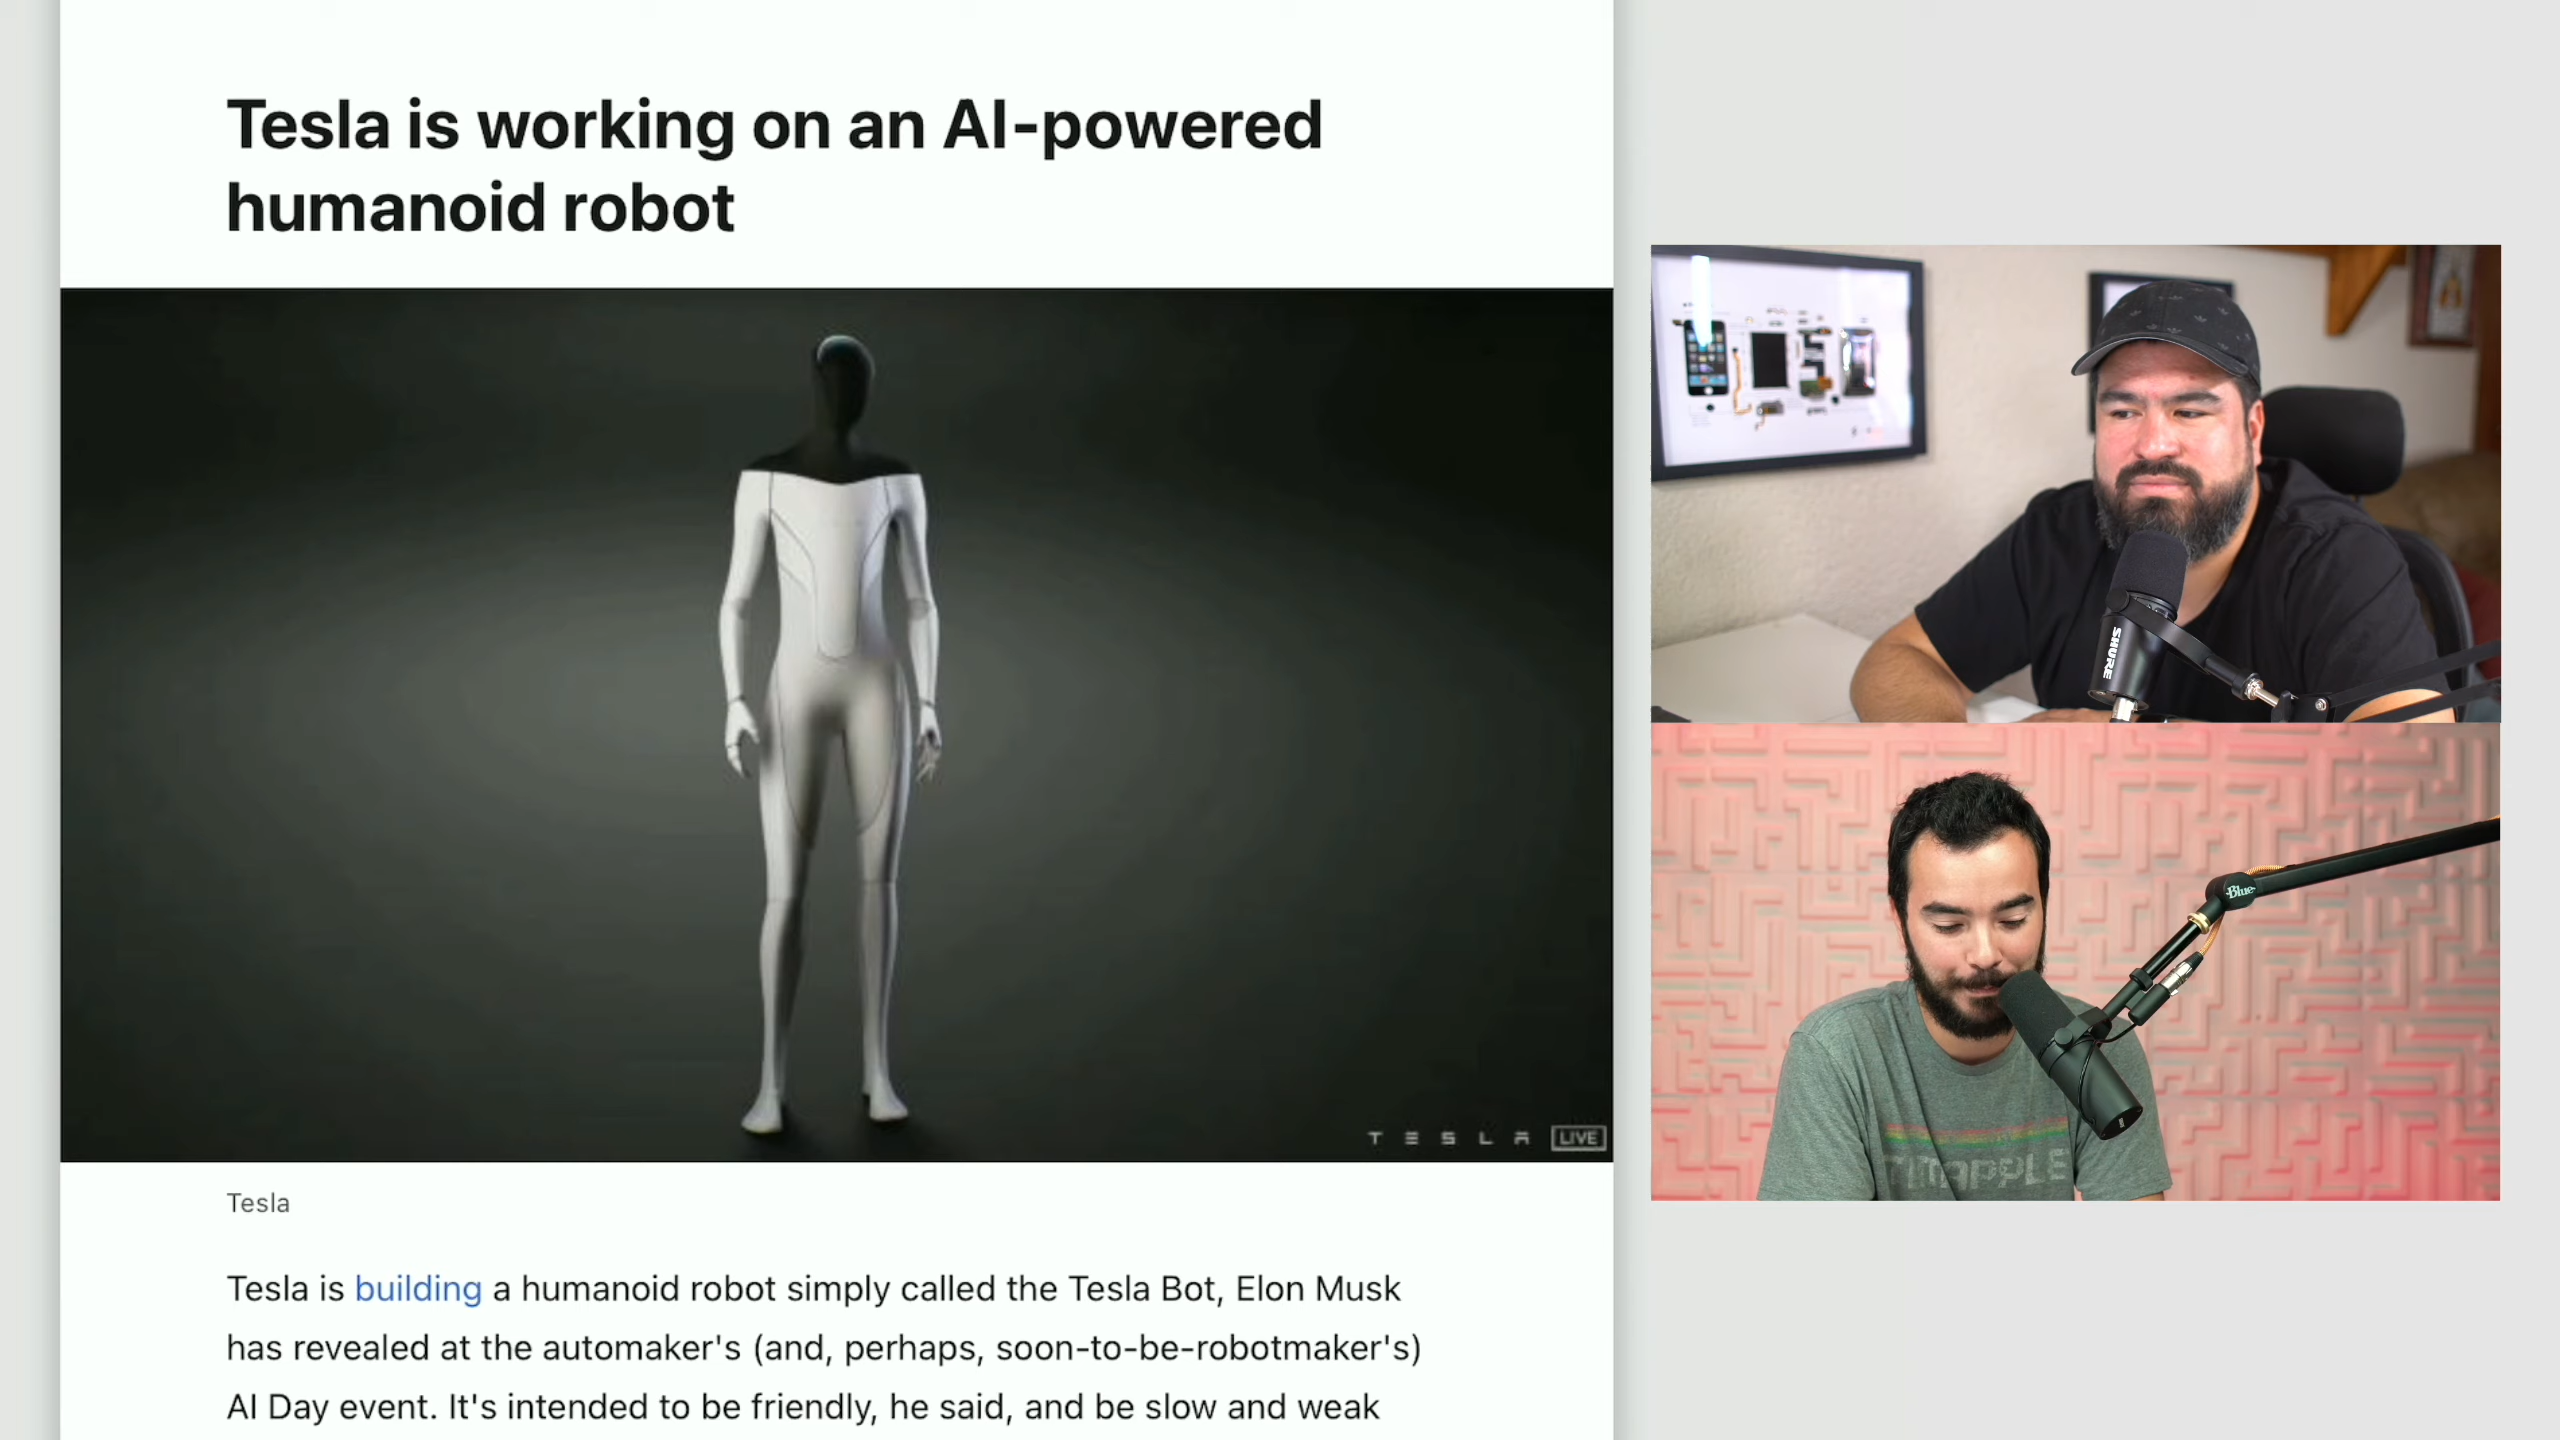 Tesla is working on an AI-powered
humanoid robot
TESLA LIVE
Tesla
Tesla is building a humanoid robot simply called the Tesla Bot, Elon Musk
has revealed at the automaker's (and, perhaps, soon-to-be-robotmaker's)
AI Day event. It's intended to be friendly, he said, and be slow and weak
SHURE
Blue